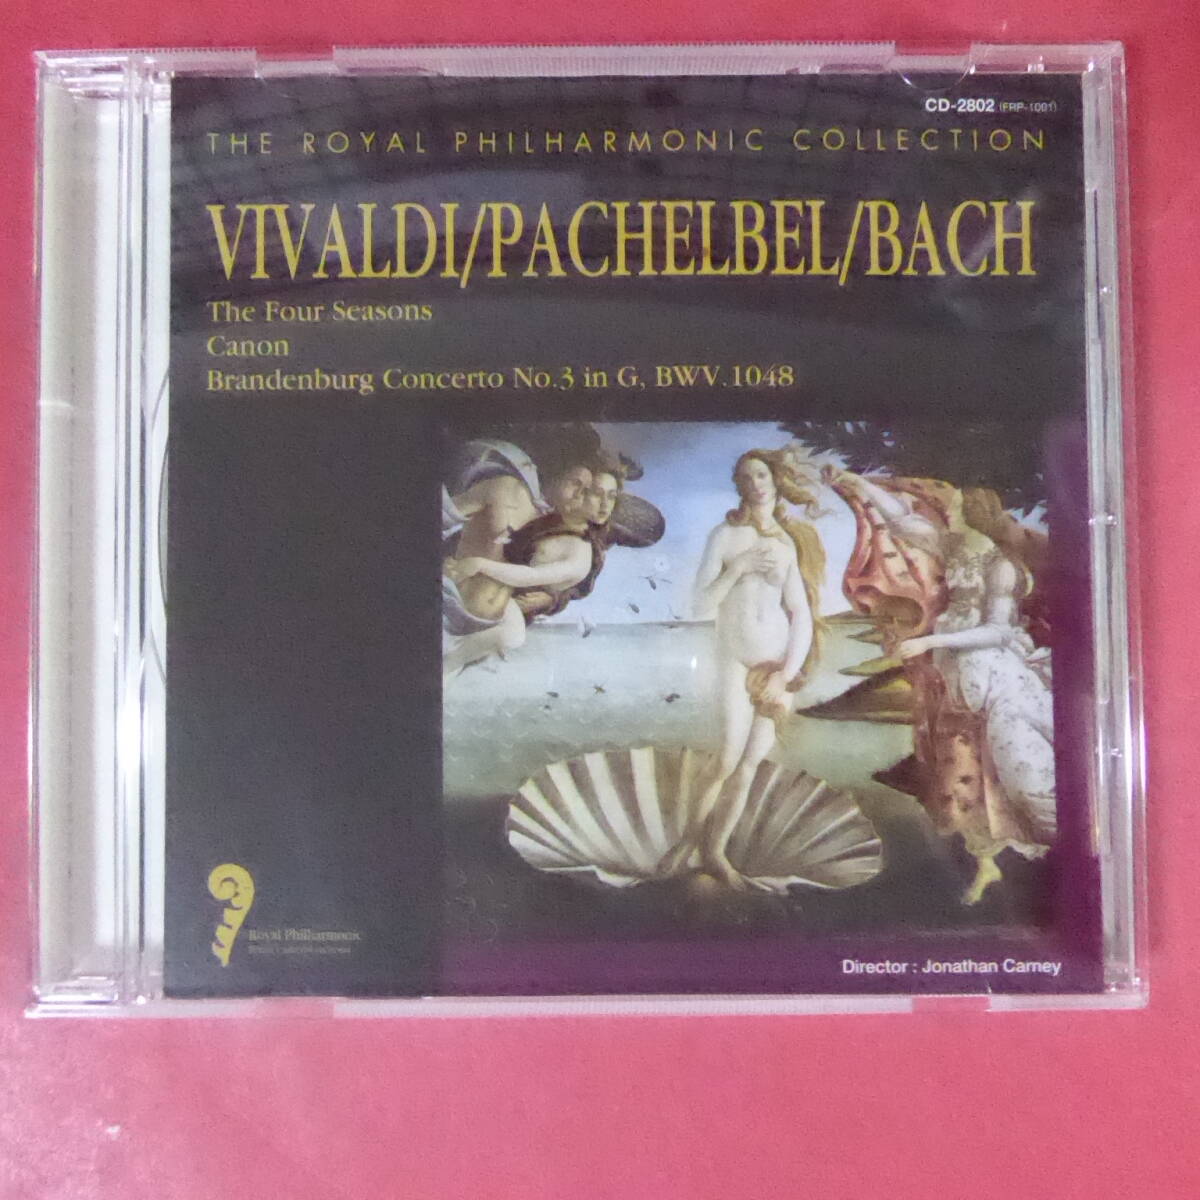 CD-2802 (FRP-1001)
THE ROYAL PHILHARMONIC COLLECTION
VIVALDI/PACHELBEL/BACH
The Four Seasons
Canon
Brandenburg Concerto No.3 in G, BWV.1048
Royal Philharmonic
Director : Jonathan Carney